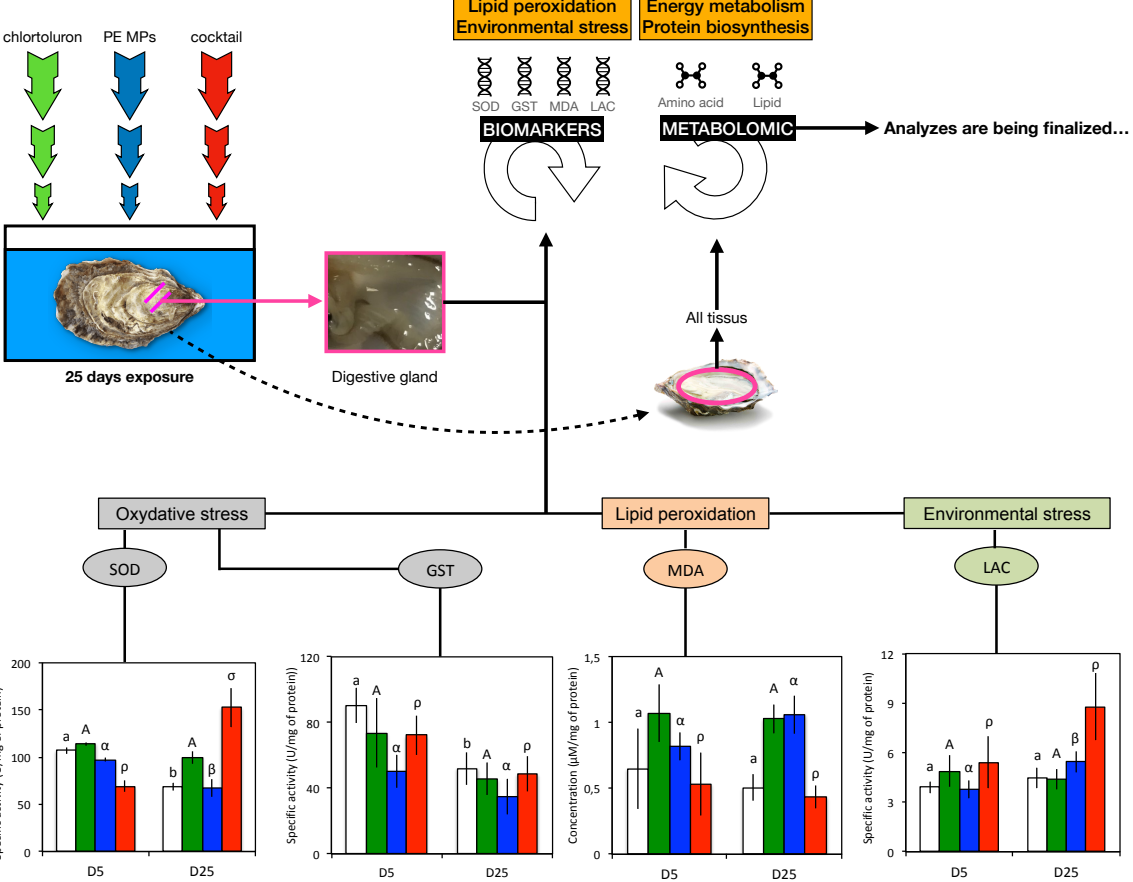 Lipid peroxidation
Environmental stress
Energy metabolism
Protein biosynthesis
chlortoluron
PE MPs
cocktail
SOD
GST
MDA
LAC
BIOMARKERS
Amino acid
Lipid
METABOLOMIC
Analyzes are being finalized…
25 days exposure
Digestive gland
All tissus
Oxydative stress
Lipid peroxidation
Environmental stress
SOD
GST
MDA
LAC
200
150
100
50
0
a
A
α
ρ
b
A
β
σ
D5
D25
Specific activity (U/mg of protein))
120
80
40
0
a
A
α
ρ
b
A
α
ρ
D5
D25
Concentration (µM/mg of protein)
1,5
1
0,5
0
a
A
α
ρ
a
A
α
ρ
D5
D25
Specific activity (U/mg of protein)
12
9
6
3
0
a
A
α
ρ
a
A
β
ρ
D5
D25